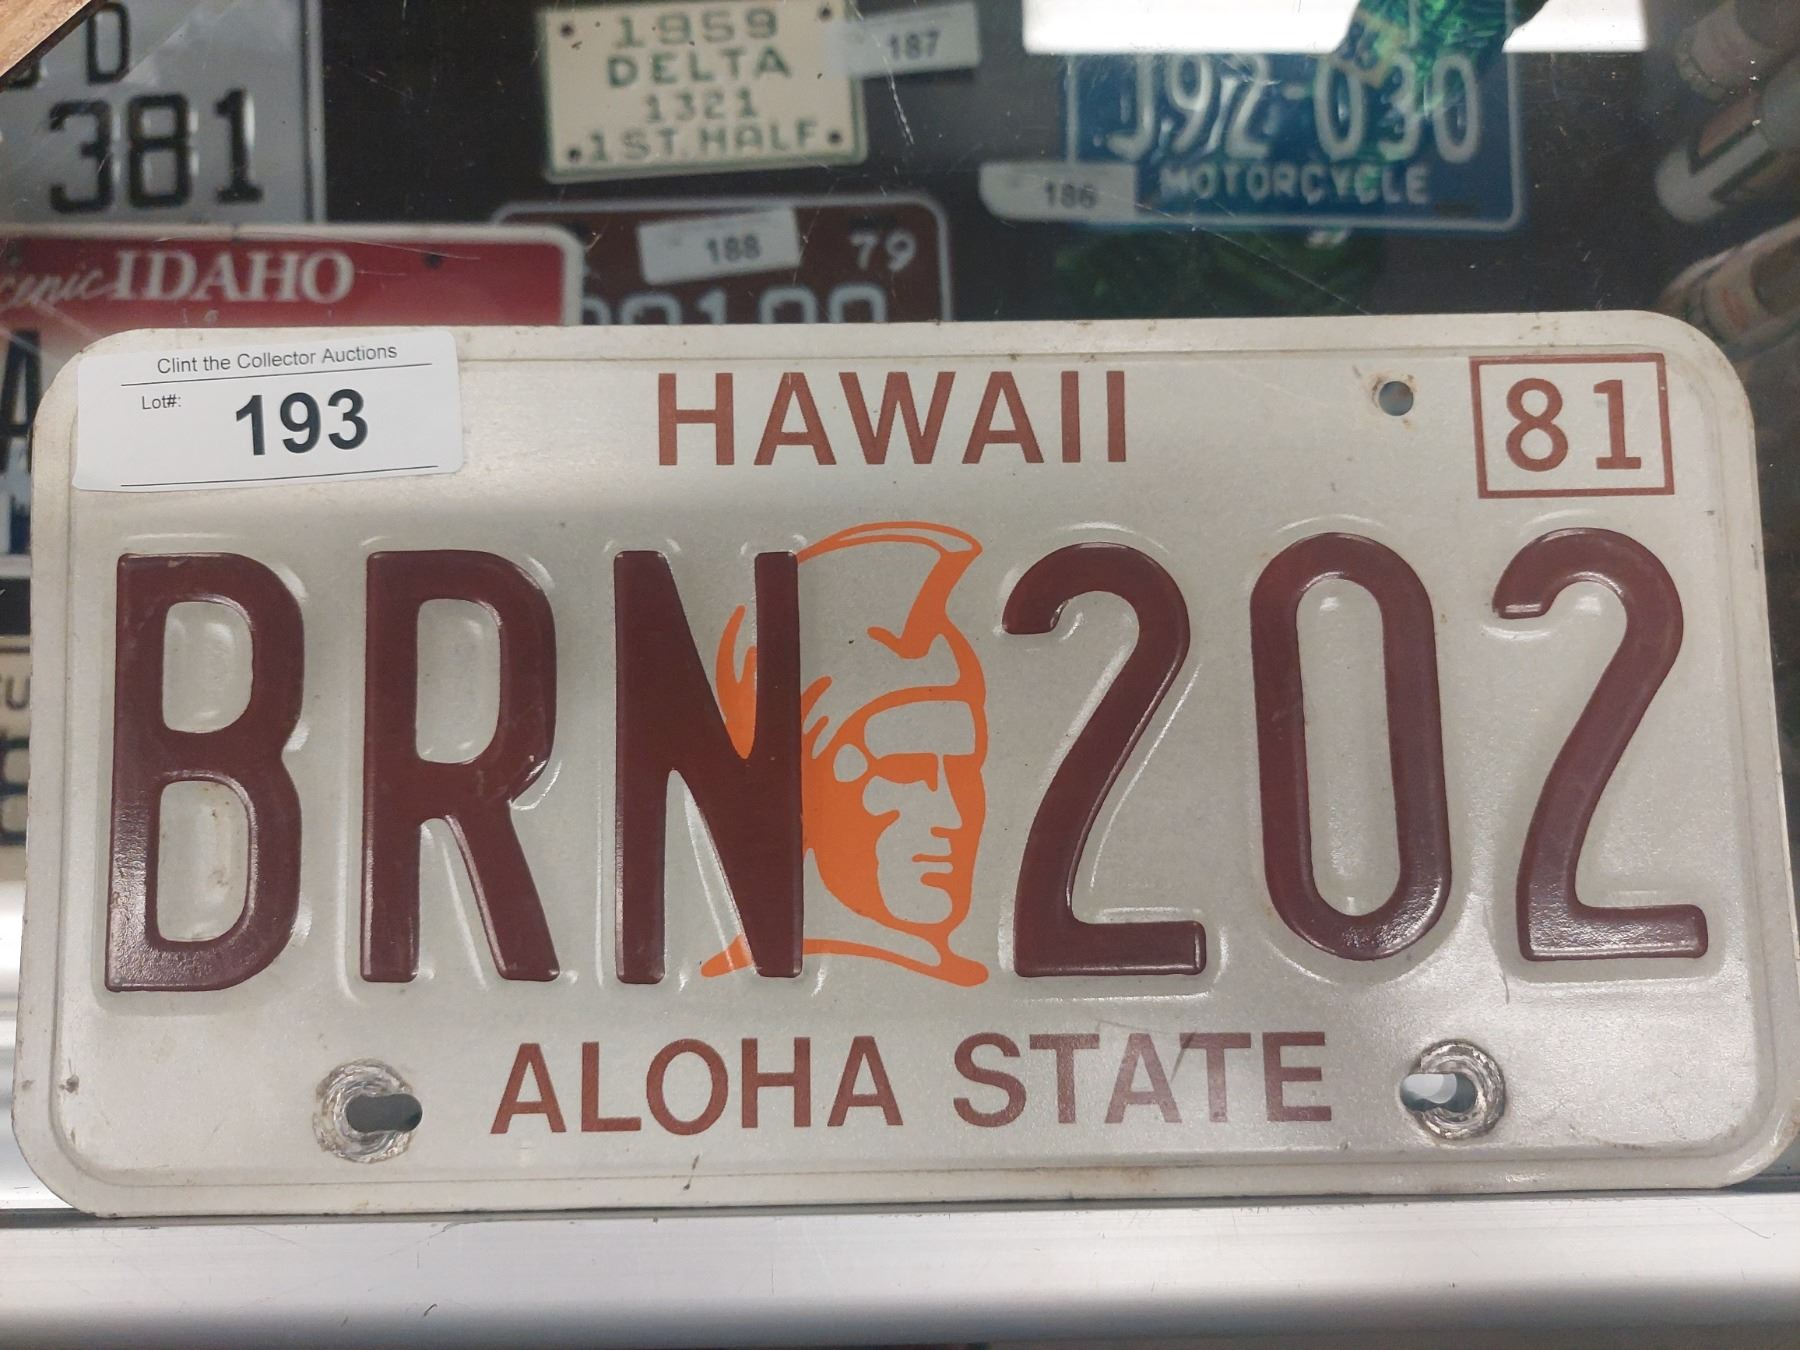 D
381
1959
DELTA
1321
1ST. HALF
187
J92-030
MOTORCYCLE
186
188
79
IDAHO
Clint the Collector Auctions
Lot#:
193
HAWAII
81
BRN 202
ALOHA STATE